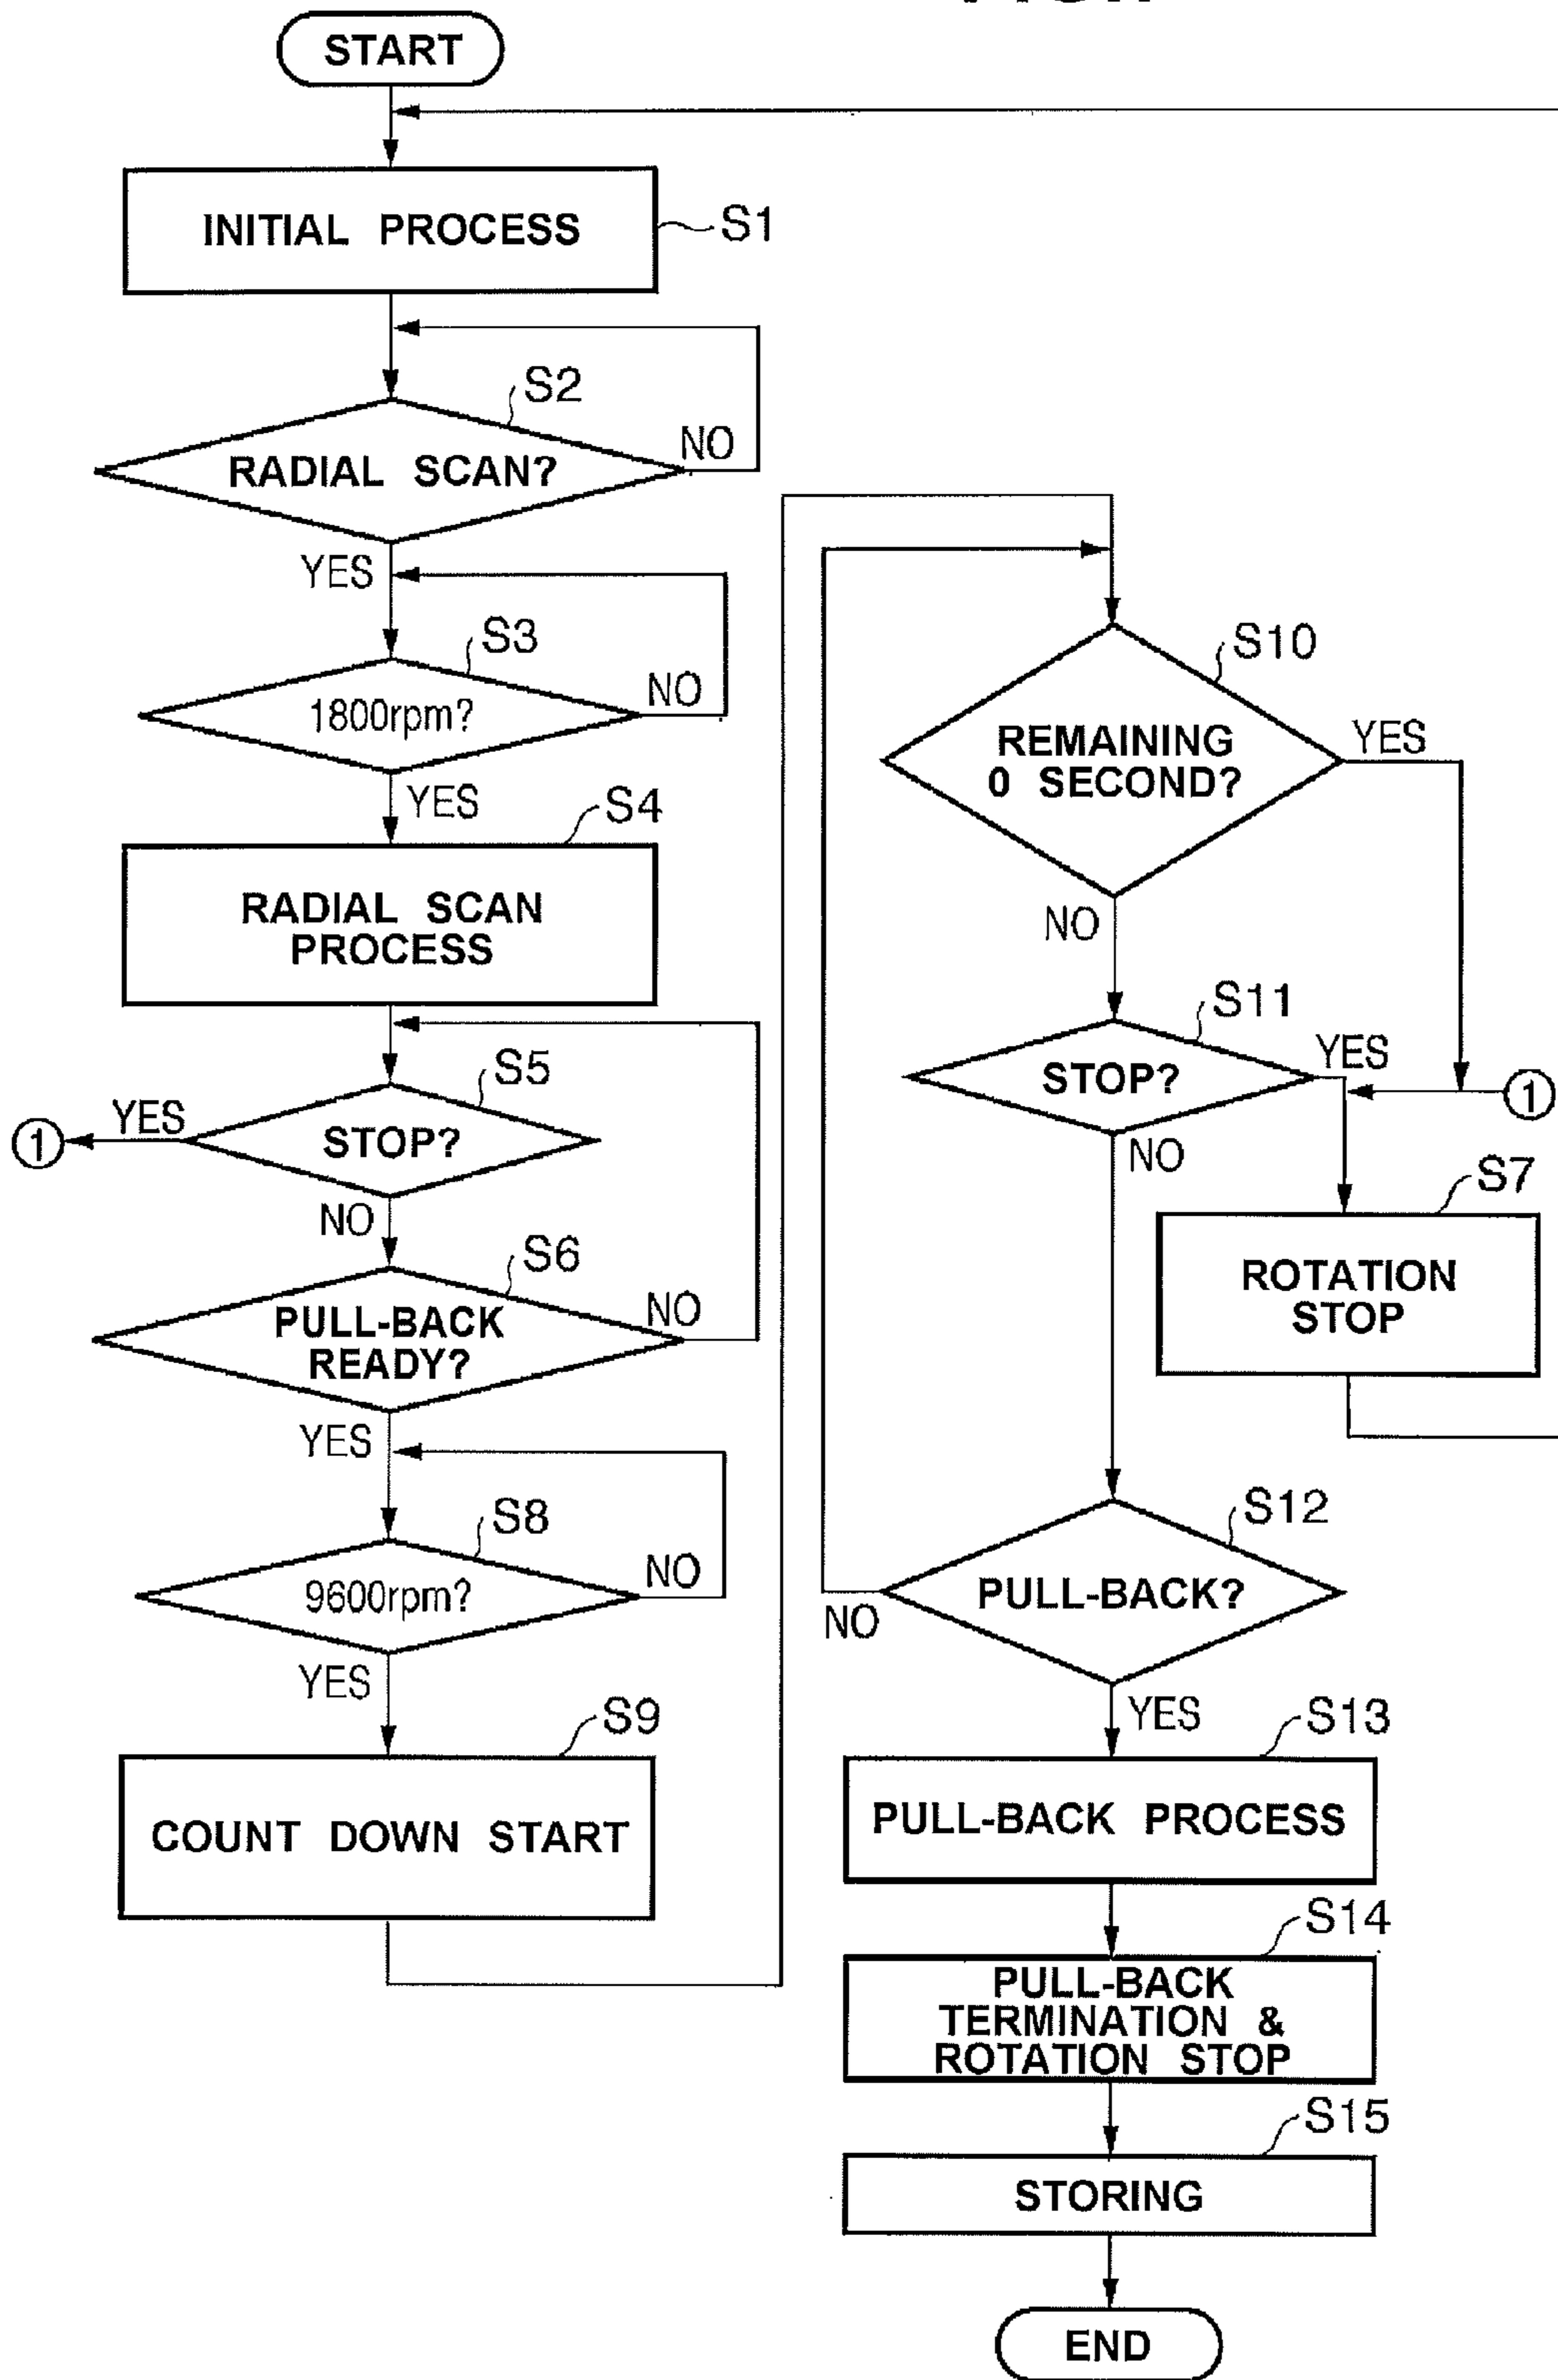 START
INITIAL PROCESS
S1
S2
RADIAL SCAN?
NO
YES
S3
1800rpm?
NO
YES
S4
RADIAL SCAN
PROCESS
S5
1
YES
STOP?
NO
S6
PULL-BACK
READY?
NO
YES
S8
9600rpm?
NO
YES
S9
COUNT DOWN START
S10
REMAINING
0 SECOND?
YES
NO
S11
STOP?
YES
1
NO
S7
ROTATION
STOP
S12
PULL-BACK?
NO
YES
S13
PULL-BACK PROCESS
S14
PULL-BACK
TERMINATION &
ROTATION STOP
S15
STORING
END